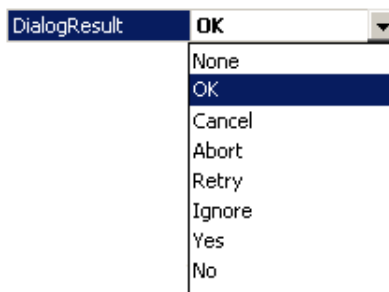 DialogResult OK
None
OK
Cancel
Abort
Retry
Ignore
Yes
No